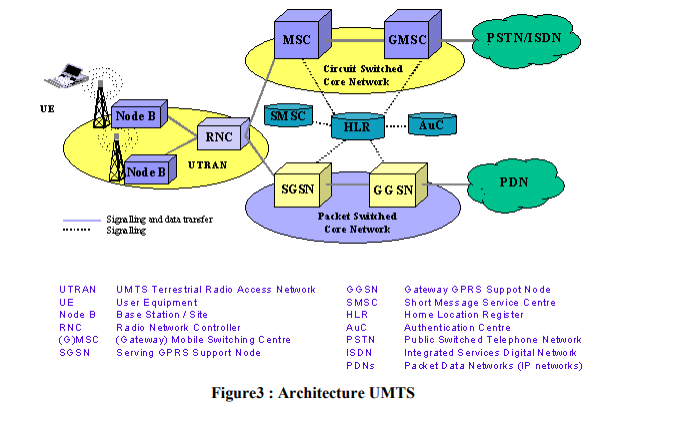 MSC
GMSC
PSTN/ISDN
Circuit Switched
Core Network
UE
Node B
RNC
SMSC
HLR
AuC
Node B
UTRAN
SGSN
GGSN
PDN
Packet Switched
Core Network
Signalling and data transfer
Signalling
UTRAN UMTS Terrestrial Radio Access Network
UE User Equipment
Node B Base Station / Site
RNC Radio Network Controller
(G)MSC (Gateway) Mobile Switching Centre
SGSN Serving GPRS Support Node
GGSN Gateway GPRS Suppot Node
SMSC Short Message Service Centre
HLR Home Location Register
AuC Authentication Centre
PSTN Public Switched Telephone Network
ISDN Integrated Services Digital Network
PDNs Packet Data Networks (IP networks)
Figure3 : Architecture UMTS